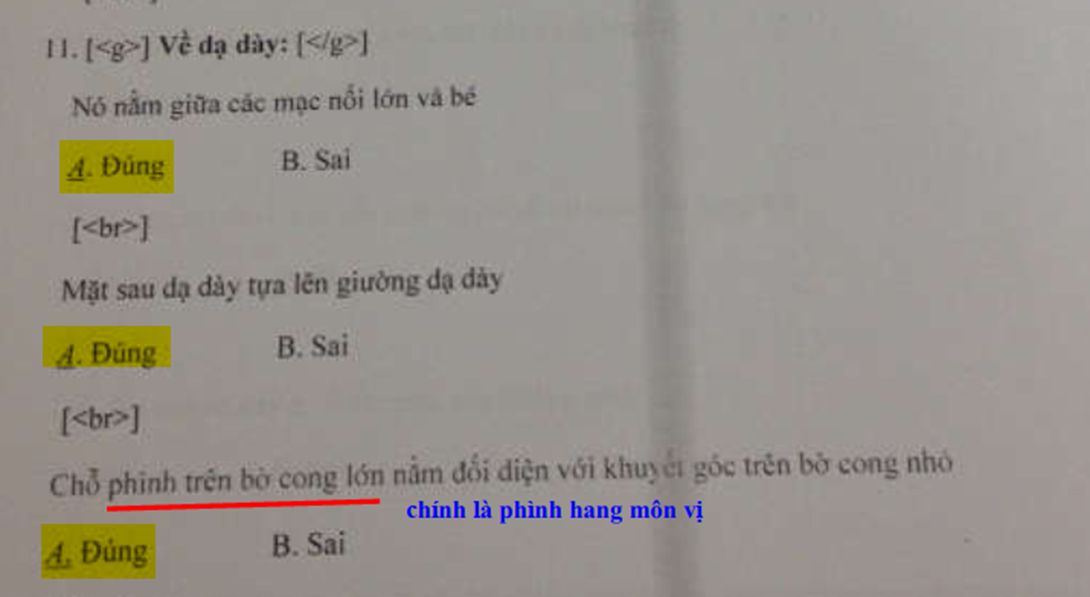 11. [<g>] Về dạ dày: [</g>]
Nó nằm giữa các mạc nối lớn và bé
A. Đúng B. Sai
[<br>]
Mặt sau dạ dày tựa lên giường dạ dày
A. Đúng B. Sai
[<br>]
Chỗ phình trên bờ cong lớn nằm đối diện với khuyết góc trên bờ cong nhỏ
chính là phình hang môn vị
A. Đúng B. Sai